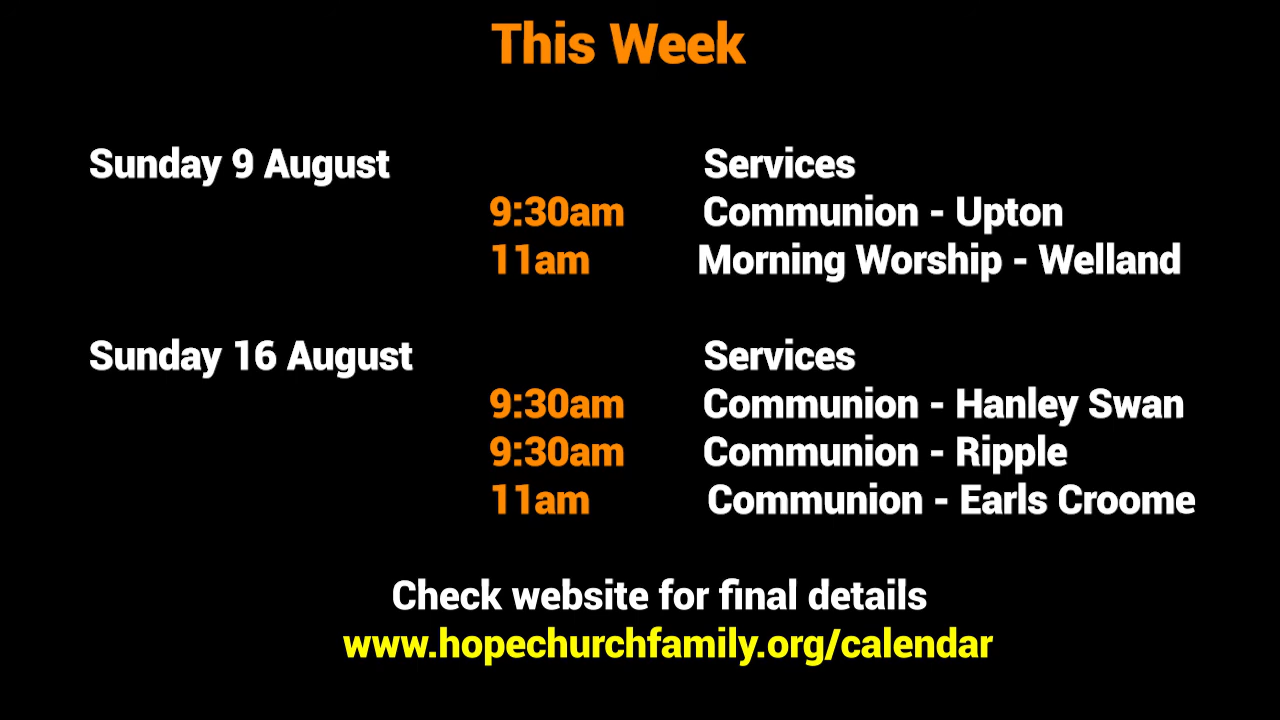 This Week
Sunday 9 August Services
9:30am Communion - Upton
11am Morning Worship - Welland
Sunday 16 August Services
9:30am Communion - Hanley Swan
9:30am Communion - Ripple
11am Communion - Earls Croome
Check website for final details
www.hopechurchfamily.org/calendar